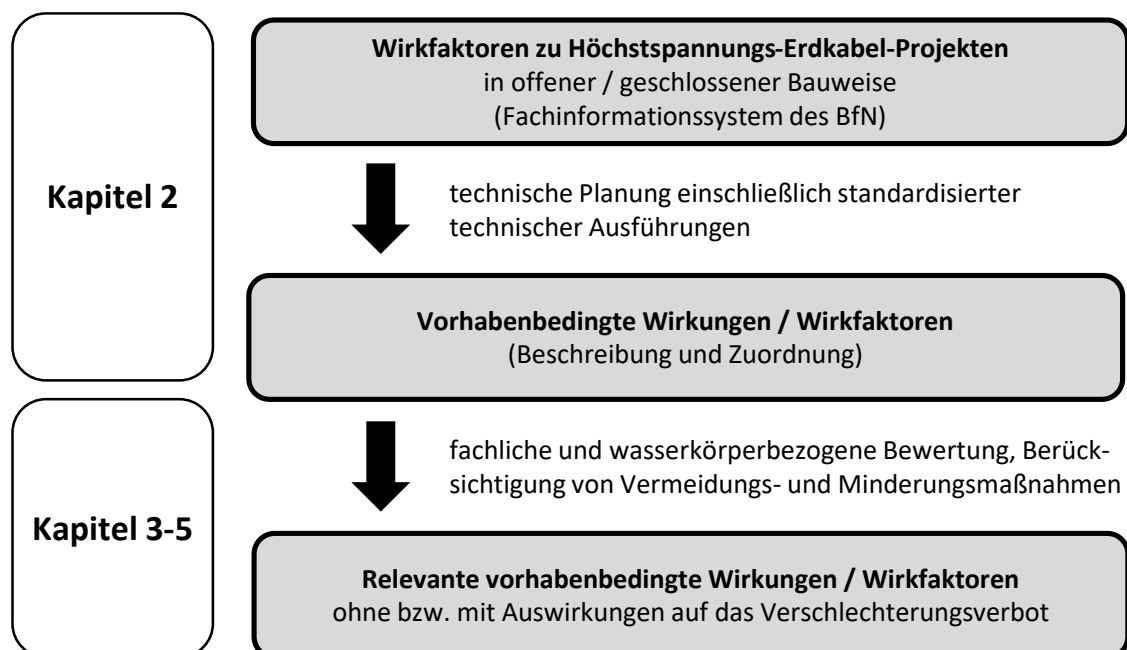 Kapitel 2
Wirkfaktoren zu Höchstspannungs-Erdkabel-Projekten
in offener / geschlossener Bauweise
(Fachinformationssystem des BfN)
technische Planung einschließlich standardisierter
technischer Ausführungen
Vorhabenbedingte Wirkungen / Wirkfaktoren
(Beschreibung und Zuordnung)
Kapitel 3-5
fachliche und wasserkörperbezogene Bewertung, Berück-
sichtigung von Vermeidungs- und Minderungsmaßnahmen
Relevante vorhabenbedingte Wirkungen / Wirkfaktoren
ohne bzw. mit Auswirkungen auf das Verschlechterungsverbot